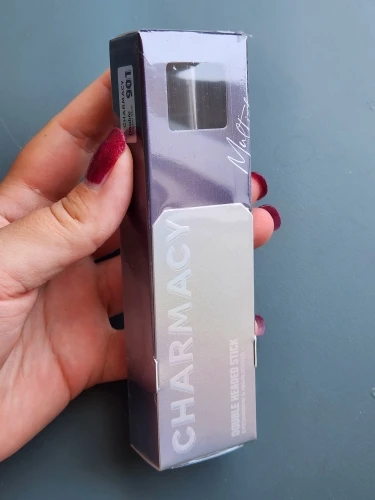 CHARMACY
901
Multi
CHARMACY
DOUBLE HEADED STICK